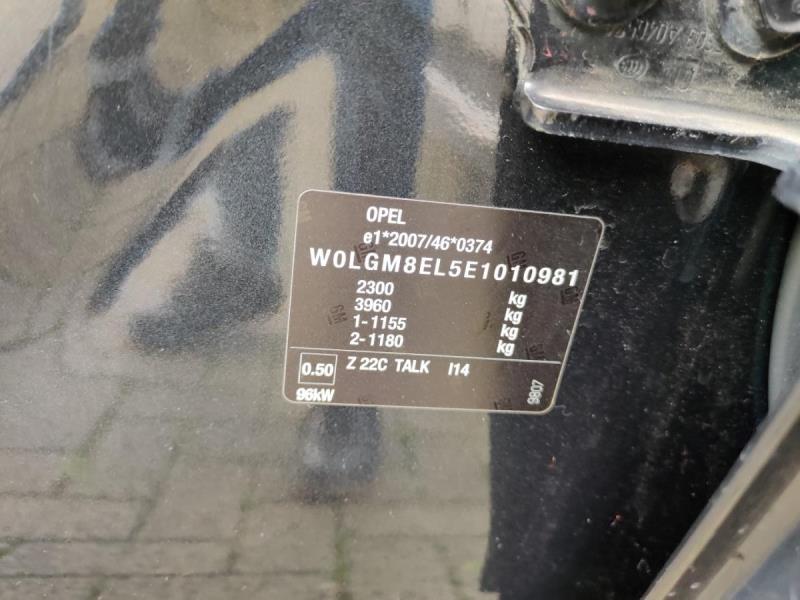 OPEL
e1*2007/46*0374
W0LGM8EL5E1010981
2300 kg
3960 kg
1-1155 kg
2-1180 kg
0.50 Z 22C TALK I14
96kW 9807